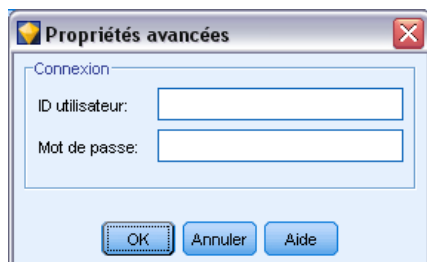 Propriétés avancées
Connexion
ID utilisateur:
Mot de passe:
OK Annuler Aide